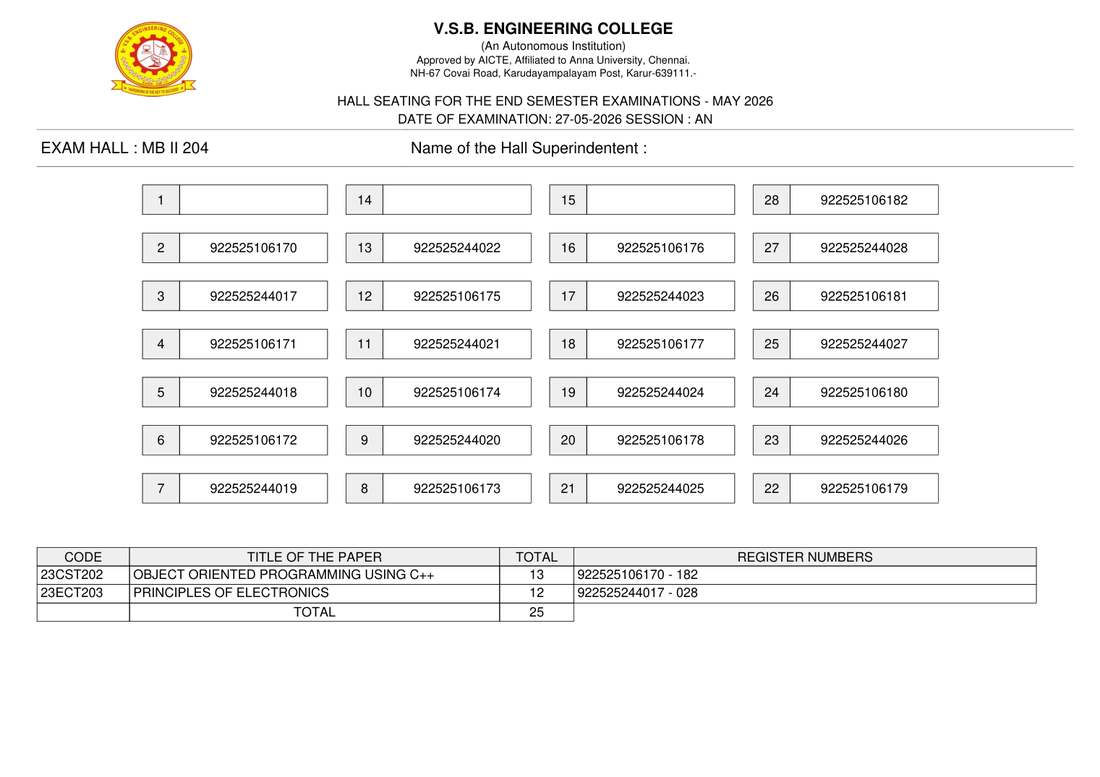 V.S.B. ENGINEERING COLLEGE
(An Autonomous Institution)
Approved by AICTE, Affiliated to Anna University, Chennai.
NH-67 Covai Road, Karudayampalayam Post, Karur-639111.-
HALL SEATING FOR THE END SEMESTER EXAMINATIONS - MAY 2026
DATE OF EXAMINATION: 27-05-2026 SESSION : AN
EXAM HALL : MB II 204 Name of the Hall Superindentent :
1 14 15 28 922525106182
2 922525106170 13 922525244022 16 922525106176 27 922525244028
3 922525244017 12 922525106175 17 922525244023 26 922525106181
4 922525106171 11 922525244021 18 922525106177 25 922525244027
5 922525244018 10 922525106174 19 922525244024 24 922525106180
6 922525106172 9 922525244020 20 922525106178 23 922525244026
7 922525244019 8 922525106173 21 922525244025 22 922525106179
CODE TITLE OF THE PAPER TOTAL REGISTER NUMBERS
23CST202 OBJECT ORIENTED PROGRAMMING USING C++ 13 922525106170 - 182
23ECT203 PRINCIPLES OF ELECTRONICS 12 922525244017 - 028
TOTAL 25